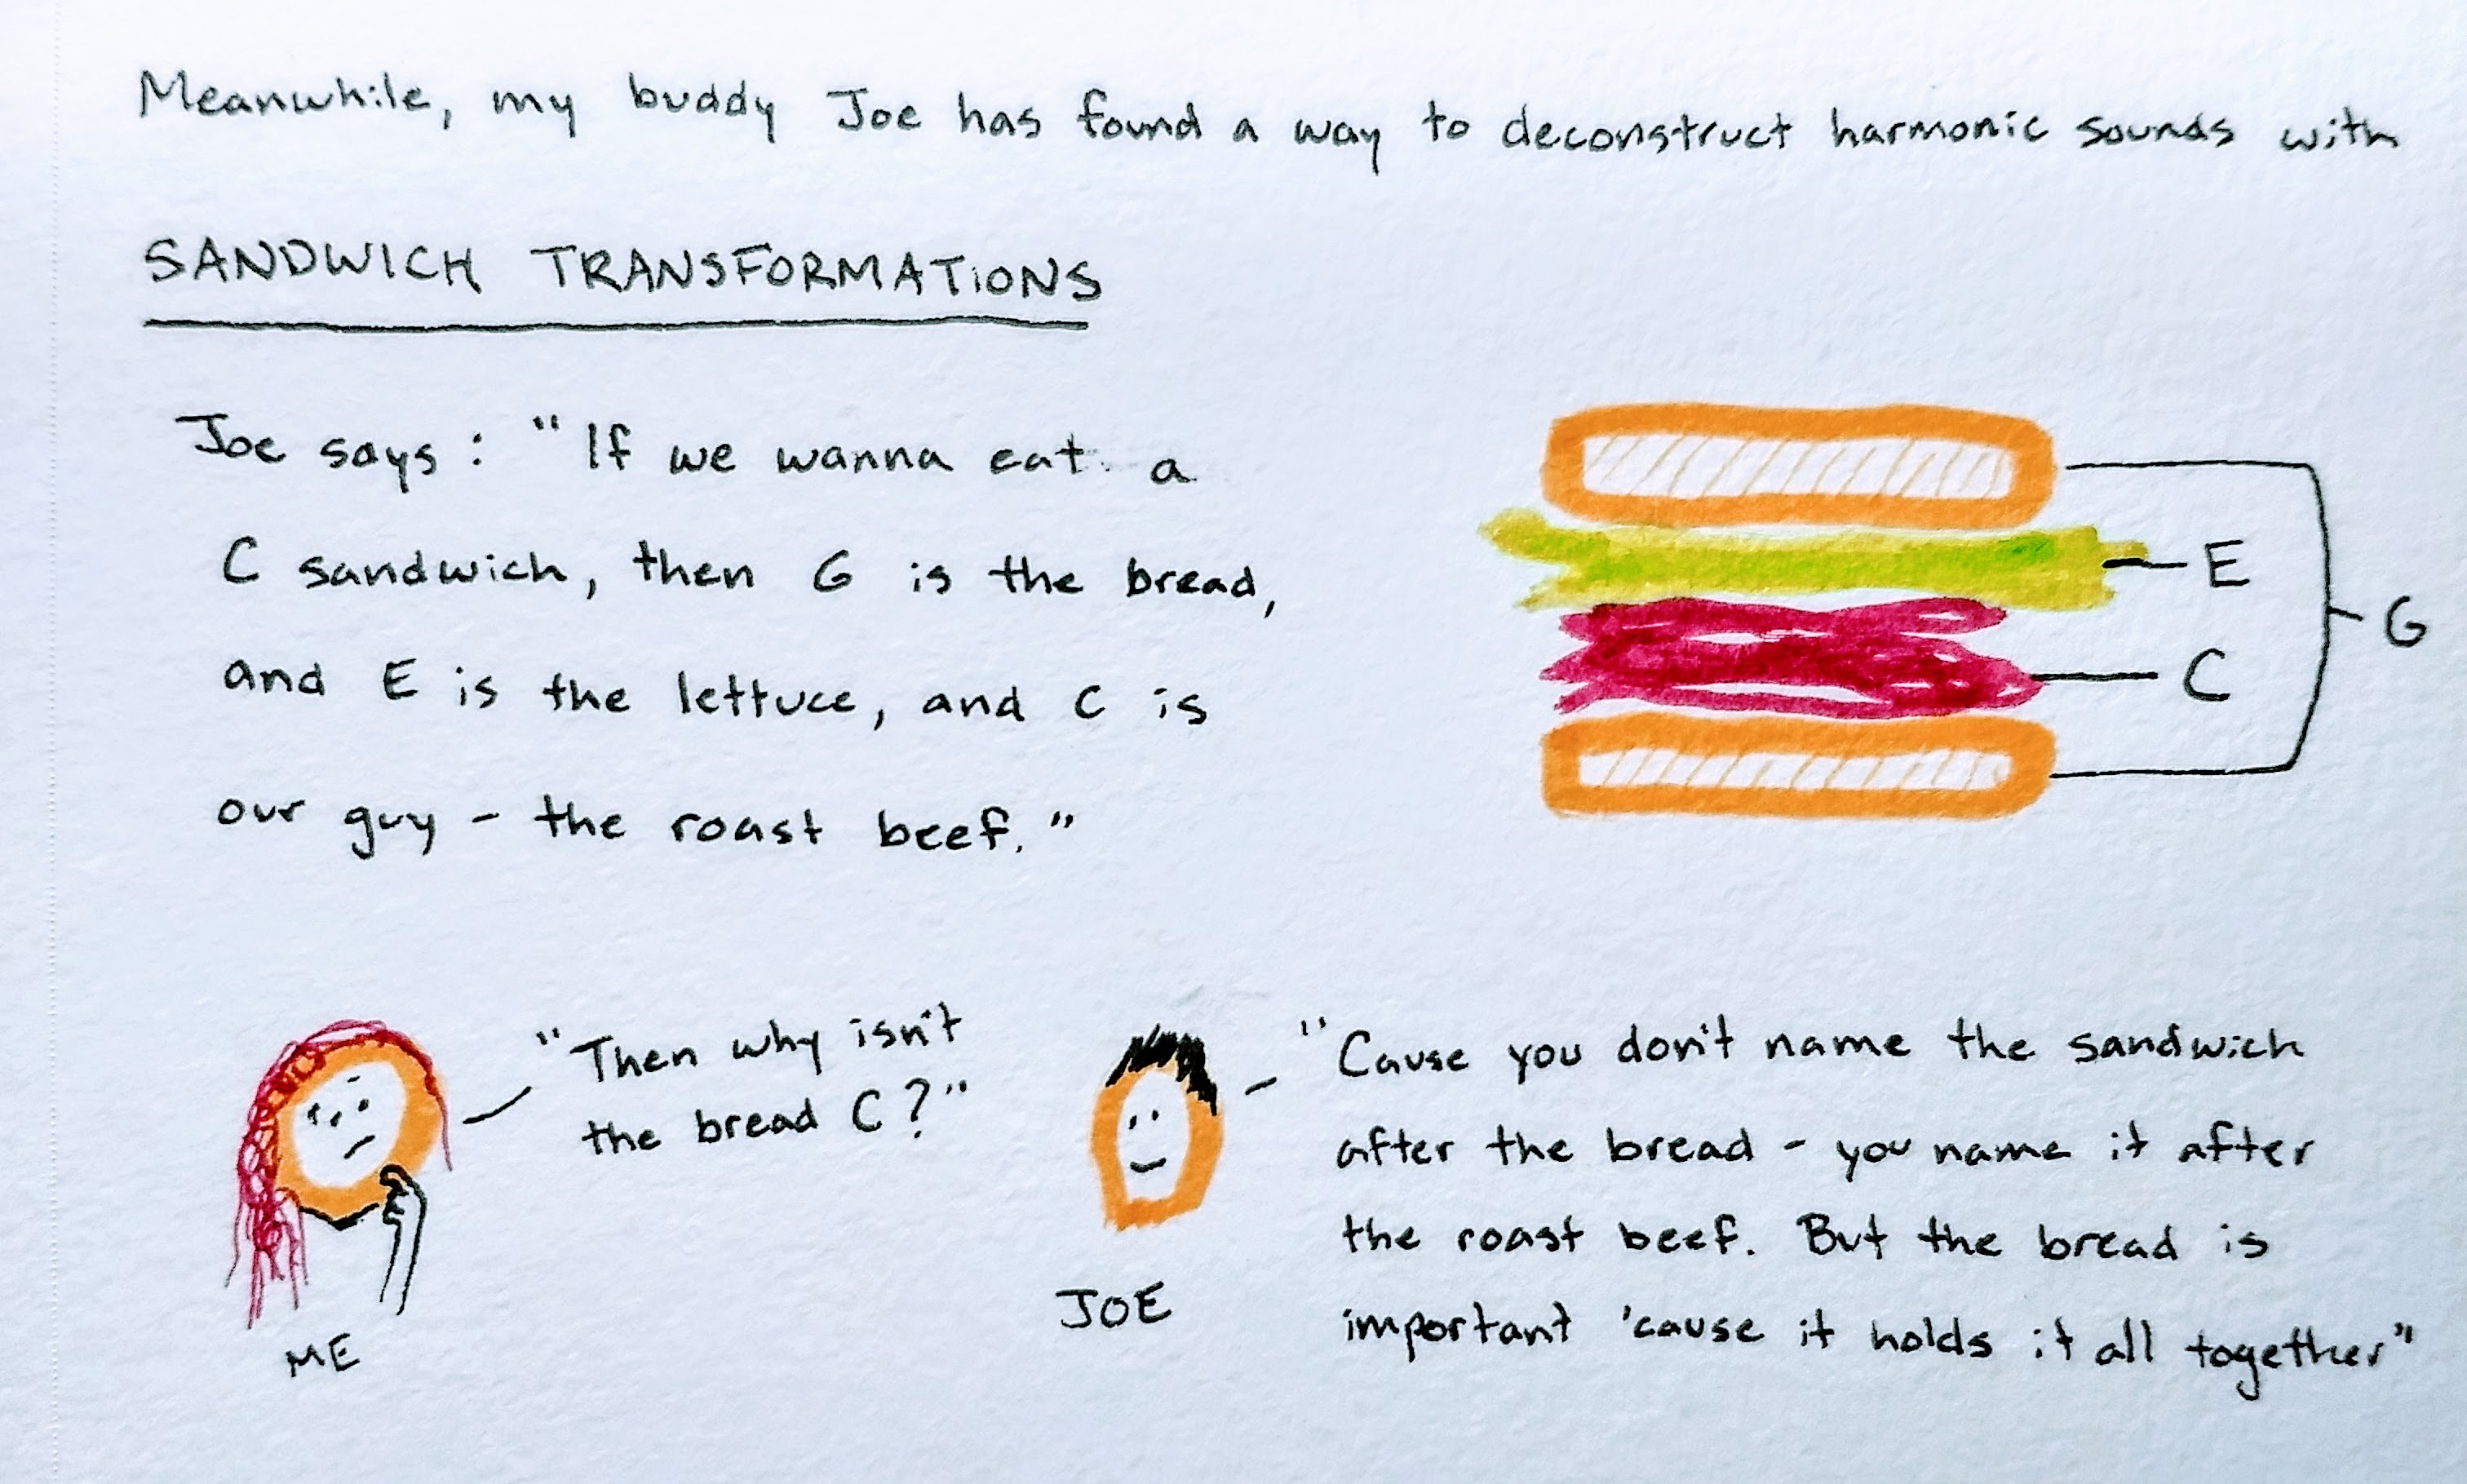 Meanwhile, my buddy Joe has found a way to deconstruct harmonic sounds with
SANDWICH TRANSFORMATIONS
Joe says: "If we wanna eat a
C sandwich, then G is the bread,
and E is the lettuce, and C is
our guy - the roast beef."
E
G
C
"Then why isn't
the bread C?"
ME
JOE
"Cause you don't name the sandwich
after the bread - you name it after
the roast beef. But the bread is
important 'cause it holds it all together"